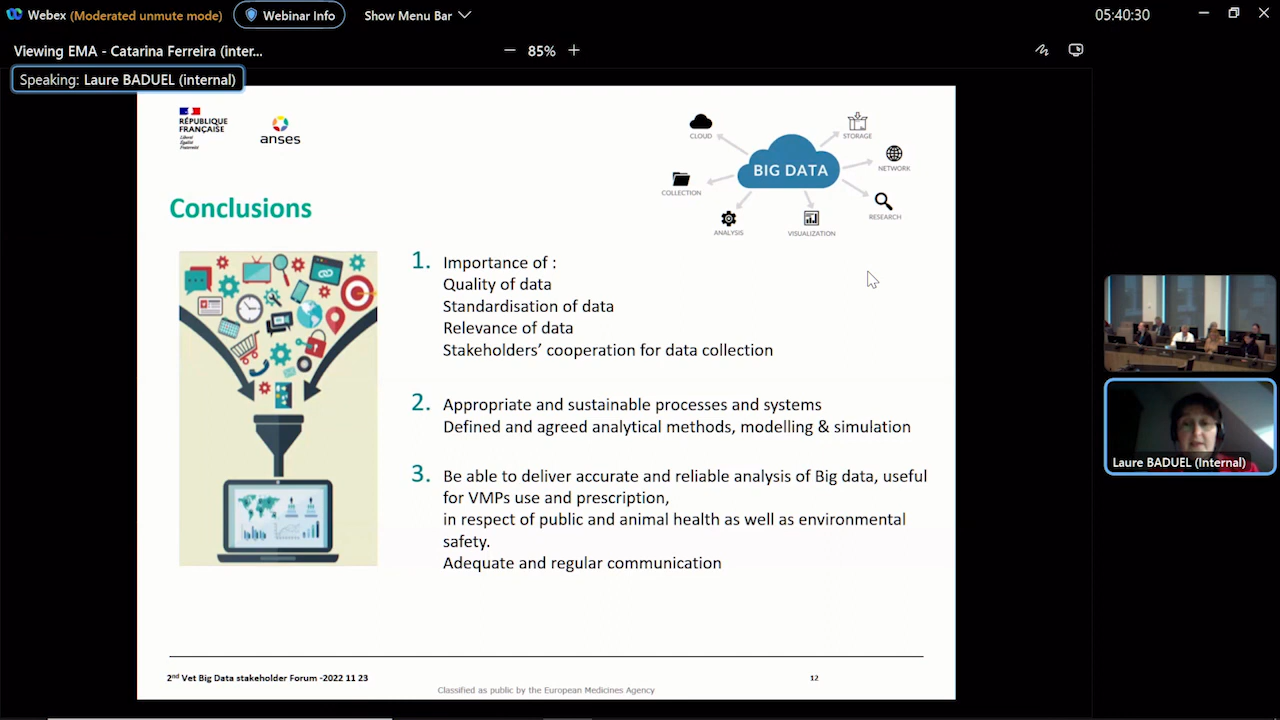 Webex (Moderated unmute mode)
Webinar Info
Show Menu Bar
05:40:30
Viewing EMA - Catarina Ferreira (inter...
85%
Speaking: Laure BADUEL (internal)
RÉPUBLIQUE
FRANÇAISE
Liberté
Égalité
Fraternité
anses
BIG DATA
CLOUD
STORAGE
NETWORK
COLLECTION
RESEARCH
ANALYSIS
VISUALIZATION
Conclusions
1. Importance of :
Quality of data
Standardisation of data
Relevance of data
Stakeholders’ cooperation for data collection
2. Appropriate and sustainable processes and systems
Defined and agreed analytical methods, modelling & simulation
3. Be able to deliver accurate and reliable analysis of Big data, useful
for VMPs use and prescription,
in respect of public and animal health as well as environmental
safety.
Adequate and regular communication
Laure BADUEL (Internal)
2nd Vet Big Data stakeholder Forum -2022 11 23
12
Classified as public by the European Medicines Agency